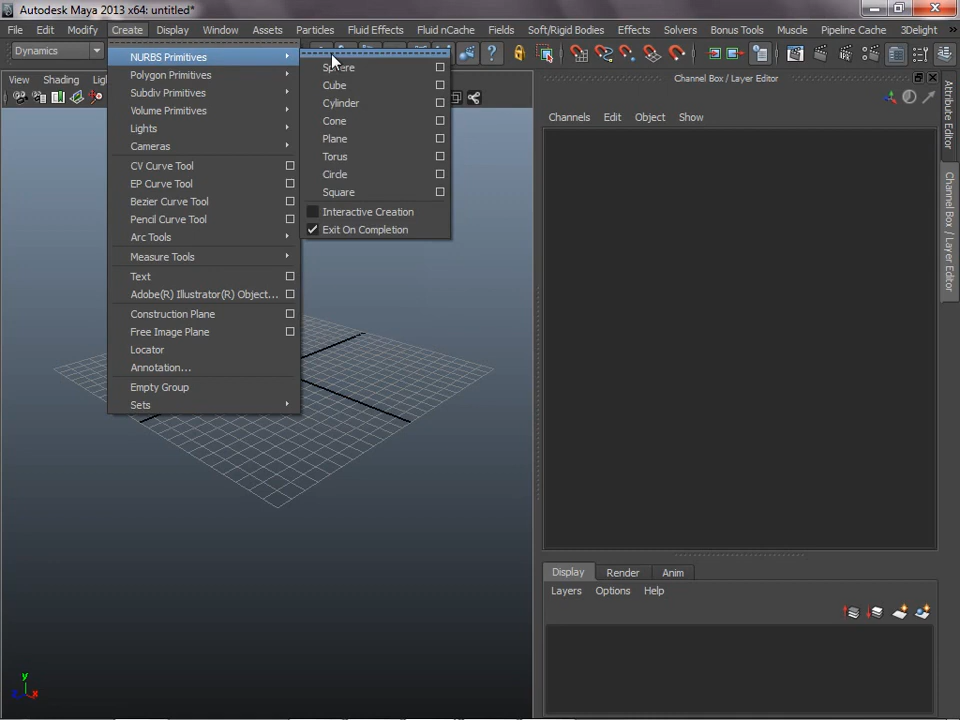 Autodesk Maya 2013 x64: untitled*
File Edit Modify Create Display Window Assets Particles Fluid Effects Fluid nCache Fields Soft/Rigid Bodies Effects Solvers Bonus Tools Muscle Pipeline Cache 3Delight »
Dynamics
View Shading
NURBS Primitives
Polygon Primitives
Subdiv Primitives
Volume Primitives
Lights
Cameras
CV Curve Tool
EP Curve Tool
Bezier Curve Tool
Pencil Curve Tool
Arc Tools
Measure Tools
Text
Adobe(R) Illustrator(R) Object...
Construction Plane
Free Image Plane
Locator
Annotation...
Empty Group
Sets
Sphere
Cube
Cylinder
Cone
Plane
Torus
Circle
Square
Interactive Creation
Exit On Completion
Channel Box / Layer Editor
Channels Edit Object Show
Attribute Editor
Channel Box / Layer Editor
Display Render Anim
Layers Options Help
y
x